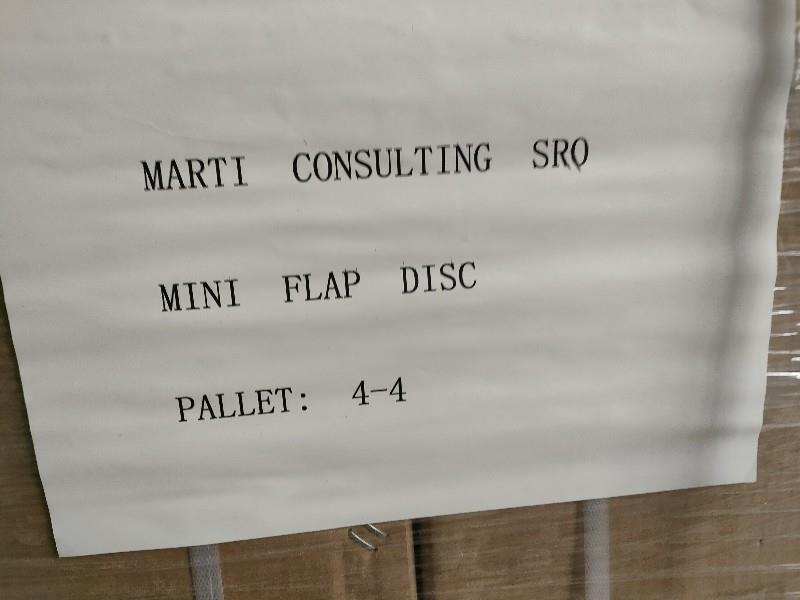 MARTI CONSULTING SRO
MINI FLAP DISC
PALLET: 4-4